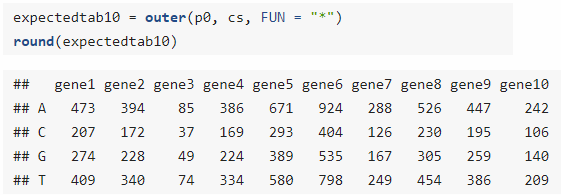 expectedtab10 = outer(p0, cs, FUN = "*")
round(expectedtab10)
##   gene1 gene2 gene3 gene4 gene5 gene6 gene7 gene8 gene9 gene10
## A   473   394    85   386   671   924   288   526   447    242
## C   207   172    37   169   293   404   126   230   195    106
## G   274   228    49   224   389   535   167   305   259    140
## T   409   340    74   334   580   798   249   454   386    209